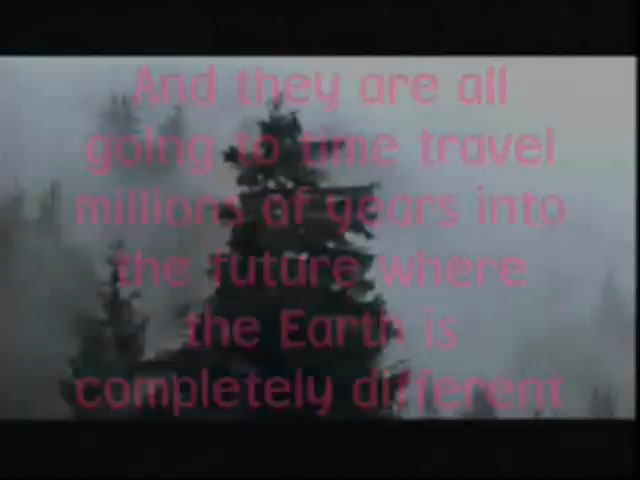 And they are all
going to time travel
millions of years into
the future where
the Earth is
completely different